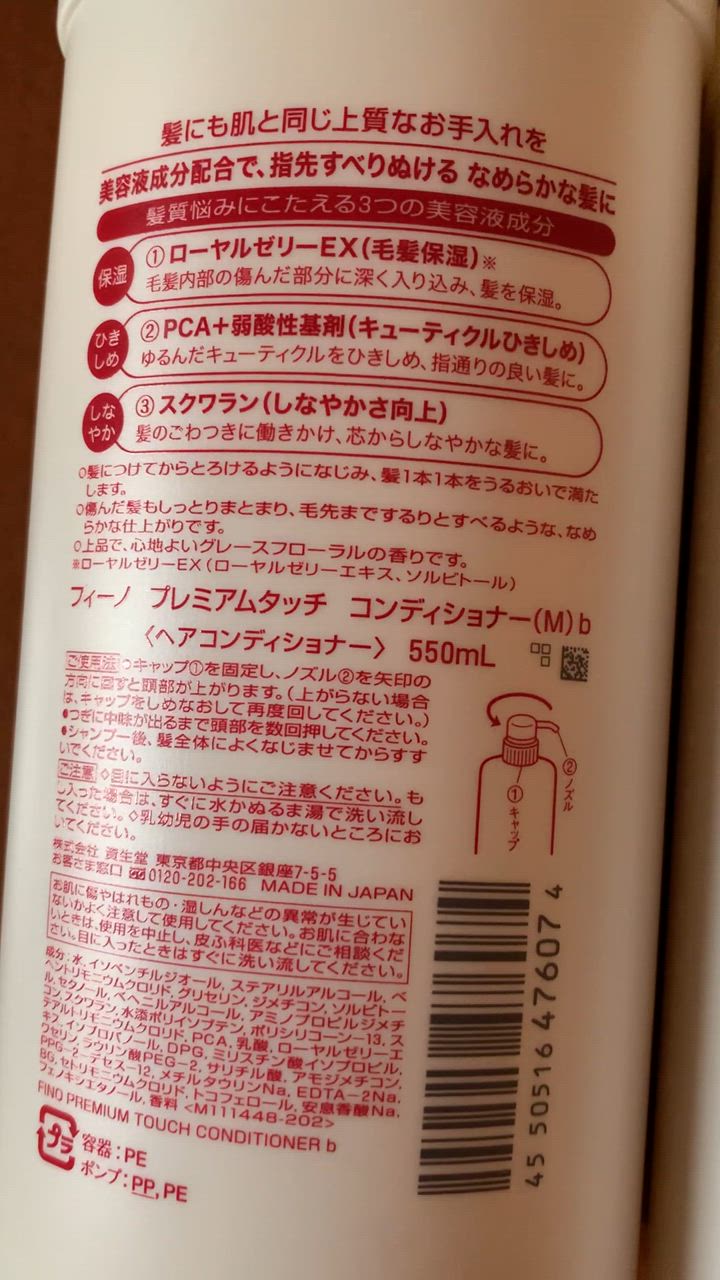 髪にも肌と同じ上質なお手入れを
美容液成分配合で、指先すべりぬける なめらかな髪に
髪質悩みにこたえる3つの美容液成分
保湿
①ローヤルゼリーEX(毛髪保湿)※
毛髪内部の傷んだ部分に深く入り込み、髪を保湿。
ひき
しめ
②PCA+弱酸性基剤(キューティクルひきしめ)
ゆるんだキューティクルをひきしめ、指通りの良い髪に。
しな
やか
③スクワラン(しなやかさ向上)
髪のごわつきに働きかけ、芯からしなやかな髪に。
○髪につけてからとろけるようになじみ、髪1本1本をうるおいで満た
します。
○傷んだ髪もしっとりまとまり、毛先までするりとすべるような、なめ
らかな仕上がりです。
○上品で、心地よいグレースフローラルの香りです。
※ローヤルゼリーEX(ローヤルゼリーエキス、ソルビトール)
フィーノ プレミアムタッチ コンディショナー(M)b
〈ヘアコンディショナー〉 550mL
ご使用法 ●キャップ①を固定し、ノズル②を矢印の
方向に回すと頭部が上がります。(上がらない場合
は、キャップをしめなおして再度回してください。)
●つぎに中味が出るまで頭部を数回押してください。
●シャンプー後、髪全体によくなじませてからすす
いでください。
ご注意 ◇目に入らないようにご注意ください。も
し入った場合は、すぐに水かぬるま湯で洗い流し
てください。◇乳幼児の手の届かないところにお
いてください。
②ノズル
①キャップ
株式会社 資生堂 東京都中央区銀座7-5-5
お客さま窓口 0120-202-166 MADE IN JAPAN
お肌に傷やはれもの・湿しんなどの異常が生じてい
ないかよく注意して使用してください。お肌に合わな
いときは、使用を中止し、皮ふ科医などにご相談くだ
さい。目に入ったときはすぐに洗い流してください。
成分:水, イソペンチルジオール, ステアリルアルコール, ベ
ヘントリモニウムクロリド, グリセリン, ジメチコン, ソルビトー
ル, セタノール, ベヘニルアルコール, アミノプロピルジメチ
コン, スクワラン, 水添ポリイソブテン, ポリシリコーン-13, ス
テアルトリモニウムクロリド, PCA, 乳酸, ローヤルゼリーエ
キス, イソプロパノール, DPG, ミリスチン酸イソプロピル,
ワセリン, ラウリン酸PEG-2, サリチル酸, アモジメチコン,
PPG-2-デセス-12, メチルタウリンNa, EDTA-2Na,
BG, セトリモニウムクロリド, トコフェロール, 安息香酸Na,
フェノキシエタノール, 香料 <M111448-202>
FINO PREMIUM TOUCH CONDITIONER b
プラ
容器:PE
ポンプ:PP, PE
45 50516 47607 4